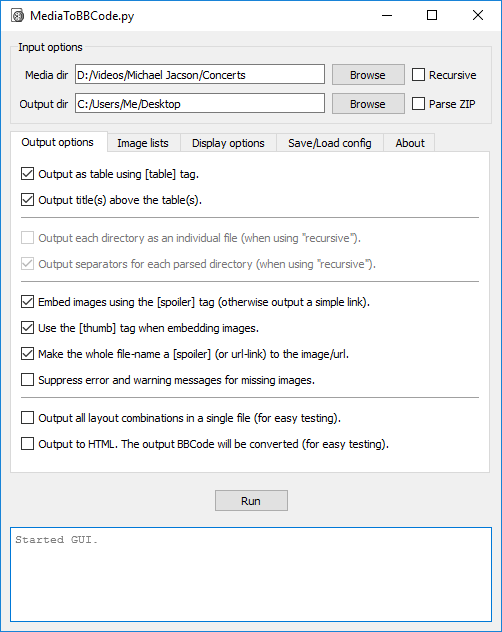 MediaToBBCode.py
Input options
Media dir D:/Videos/Michael Jacson/Concerts Browse Recursive
Output dir C:/Users/Me/Desktop Browse Parse ZIP
Output options Image lists Display options Save/Load config About
Output as table using [table] tag.
Output title(s) above the table(s).
Output each directory as an individual file (when using "recursive").
Output separators for each parsed directory (when using "recursive").
Embed images using the [spoiler] tag (otherwise output a simple link).
Use the [thumb] tag when embedding images.
Make the whole file-name a [spoiler] (or url-link) to the image/url.
Suppress error and warning messages for missing images.
Output all layout combinations in a single file (for easy testing).
Output to HTML. The output BBCode will be converted (for easy testing).
Run
Started GUI.